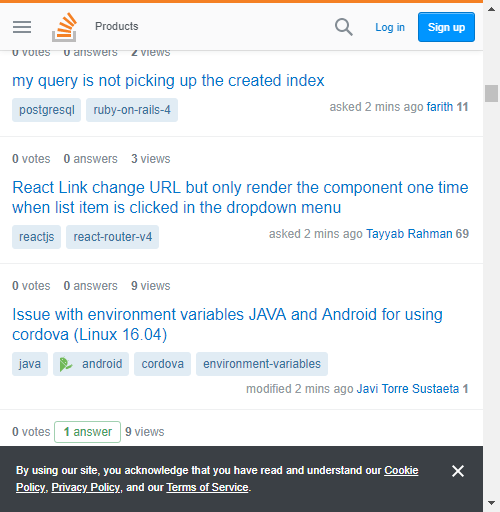 Products
Log in
Sign up
0 votes 0 answers 2 views
my query is not picking up the created index
postgresql ruby-on-rails-4
asked 2 mins ago farith 11
0 votes 0 answers 3 views
React Link change URL but only render the component one time
when list item is clicked in the dropdown menu
reactjs react-router-v4
asked 2 mins ago Tayyab Rahman 69
0 votes 0 answers 9 views
Issue with environment variables JAVA and Android for using
cordova (Linux 16.04)
java android cordova environment-variables
modified 2 mins ago Javi Torre Sustaeta 1
0 votes 1 answer 9 views
By using our site, you acknowledge that you have read and understand our Cookie
Policy, Privacy Policy, and our Terms of Service.